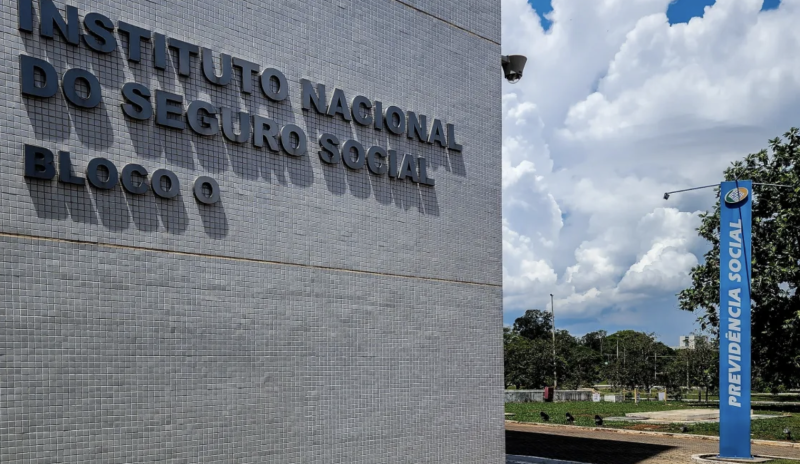 INSTITUTO NACIONAL
DO SEGURO SOCIAL
BLOCO O
PREVIDÊNCIA SOCIAL